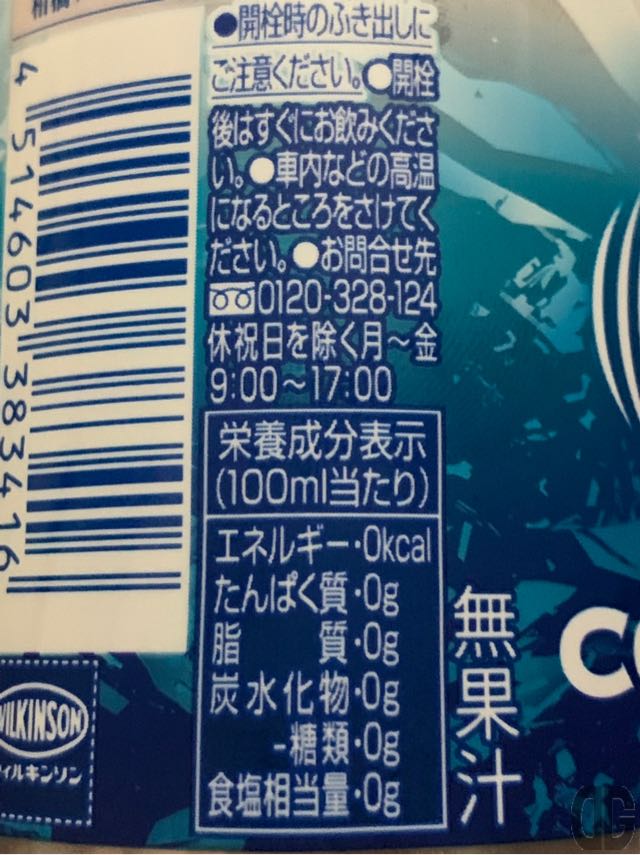 ●開栓時のふき出しに
ご注意ください。●開栓
後はすぐにお飲みくださ
い。●車内などの高温
になるところをさけてく
ださい。●お問合せ先
0120-328-124
休祝日を除く月～金
9:00～17:00
栄養成分表示
(100ml当たり)
エネルギー・0kcal
たんぱく質・0g
脂 質・0g
炭水化物・0g
-糖類・0g
食塩相当量・0g
無果汁
4 514603 383416
WILKINSON